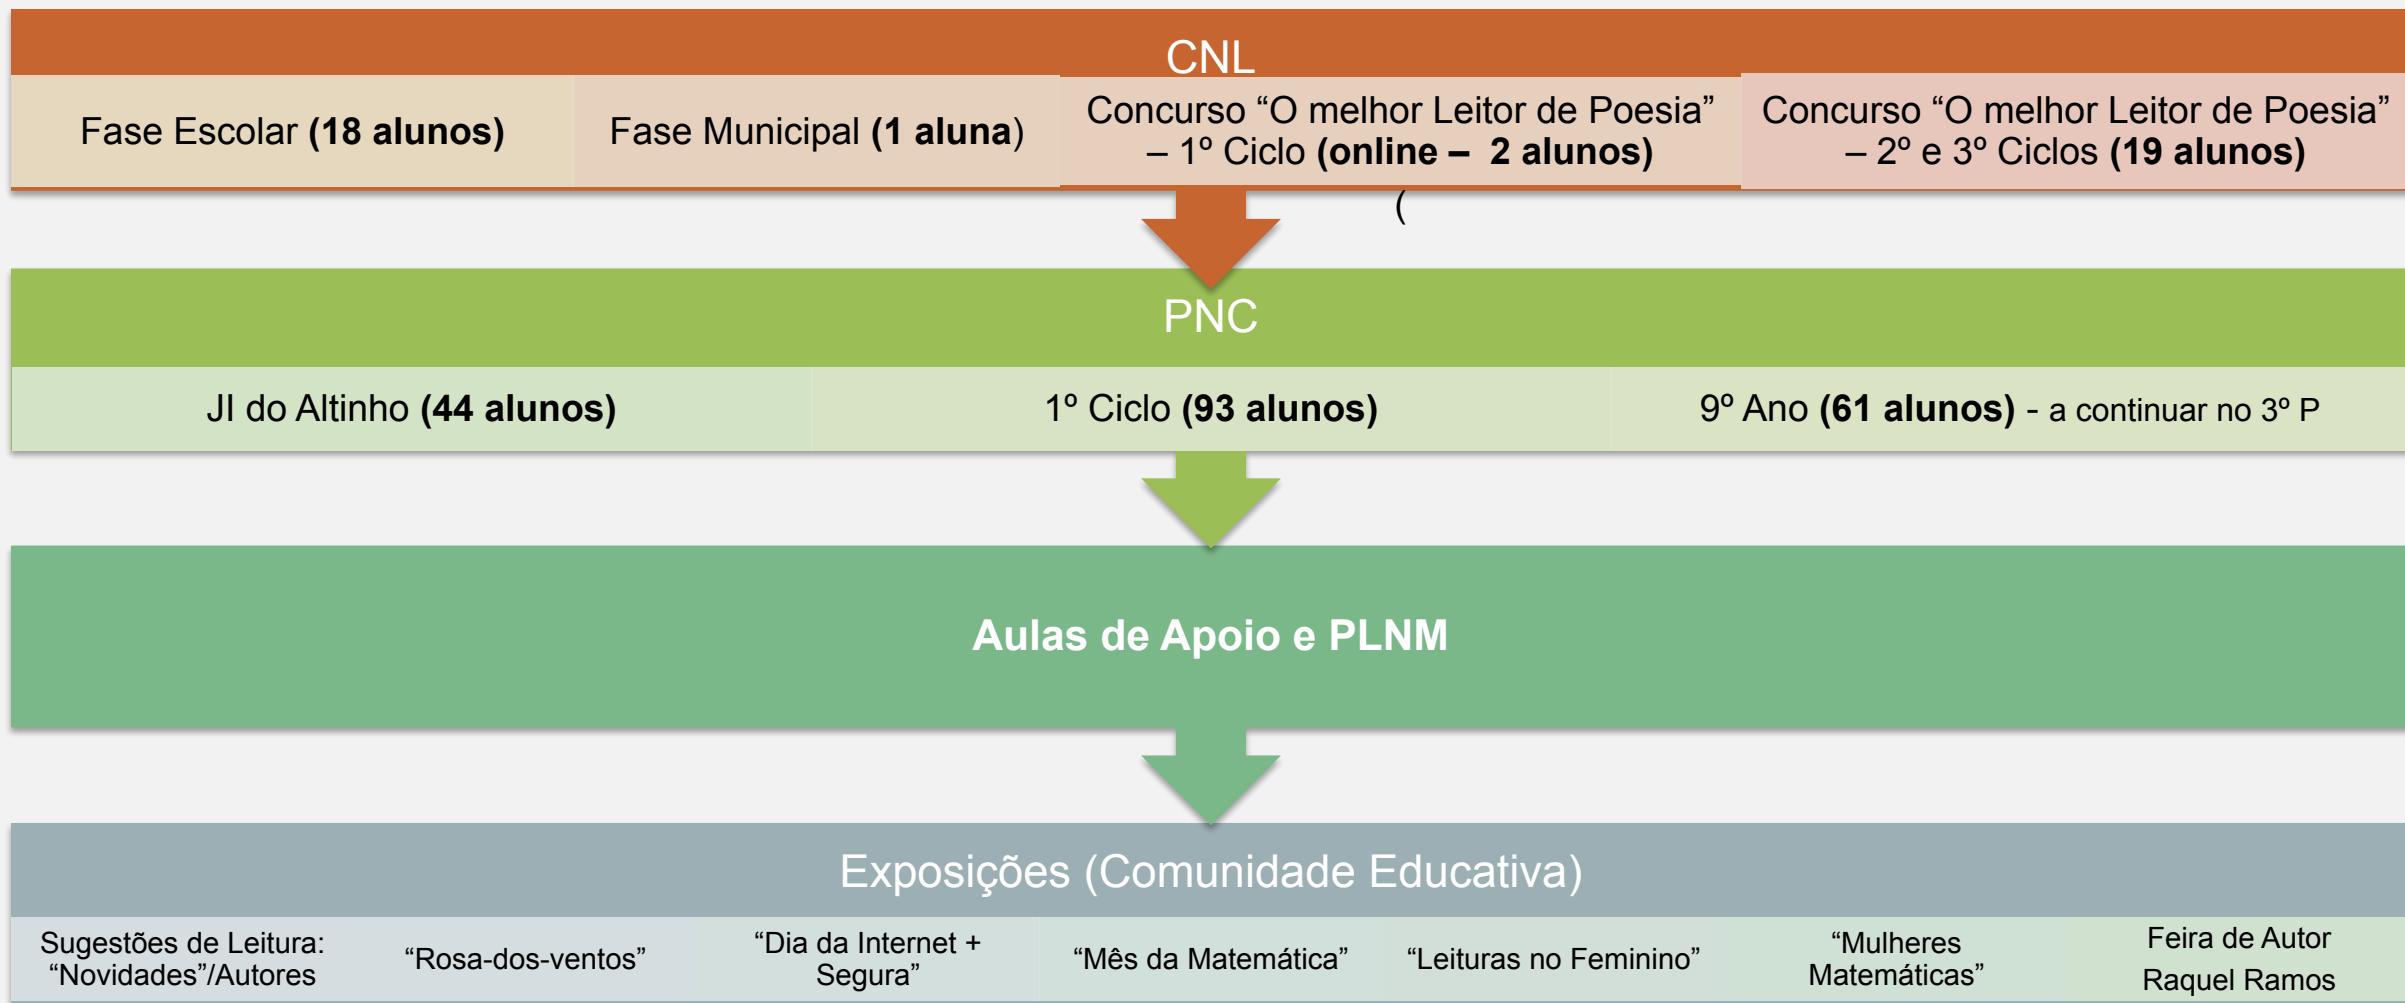 CNL
Fase Escolar (18 alunos)
Fase Municipal (1 aluna)
Concurso “O melhor Leitor de Poesia”
– 1º Ciclo (online – 2 alunos)
(
Concurso “O melhor Leitor de Poesia”
– 2º e 3º Ciclos (19 alunos)
PNC
JI do Altinho (44 alunos)
1º Ciclo (93 alunos)
9º Ano (61 alunos) - a continuar no 3º P
Aulas de Apoio e PLNM
Exposições (Comunidade Educativa)
Sugestões de Leitura:
“Novidades”/Autores
“Rosa-dos-ventos”
“Dia da Internet +
Segura”
“Mês da Matemática”
“Leituras no Feminino”
“Mulheres
Matemáticas”
Feira de Autor
Raquel Ramos